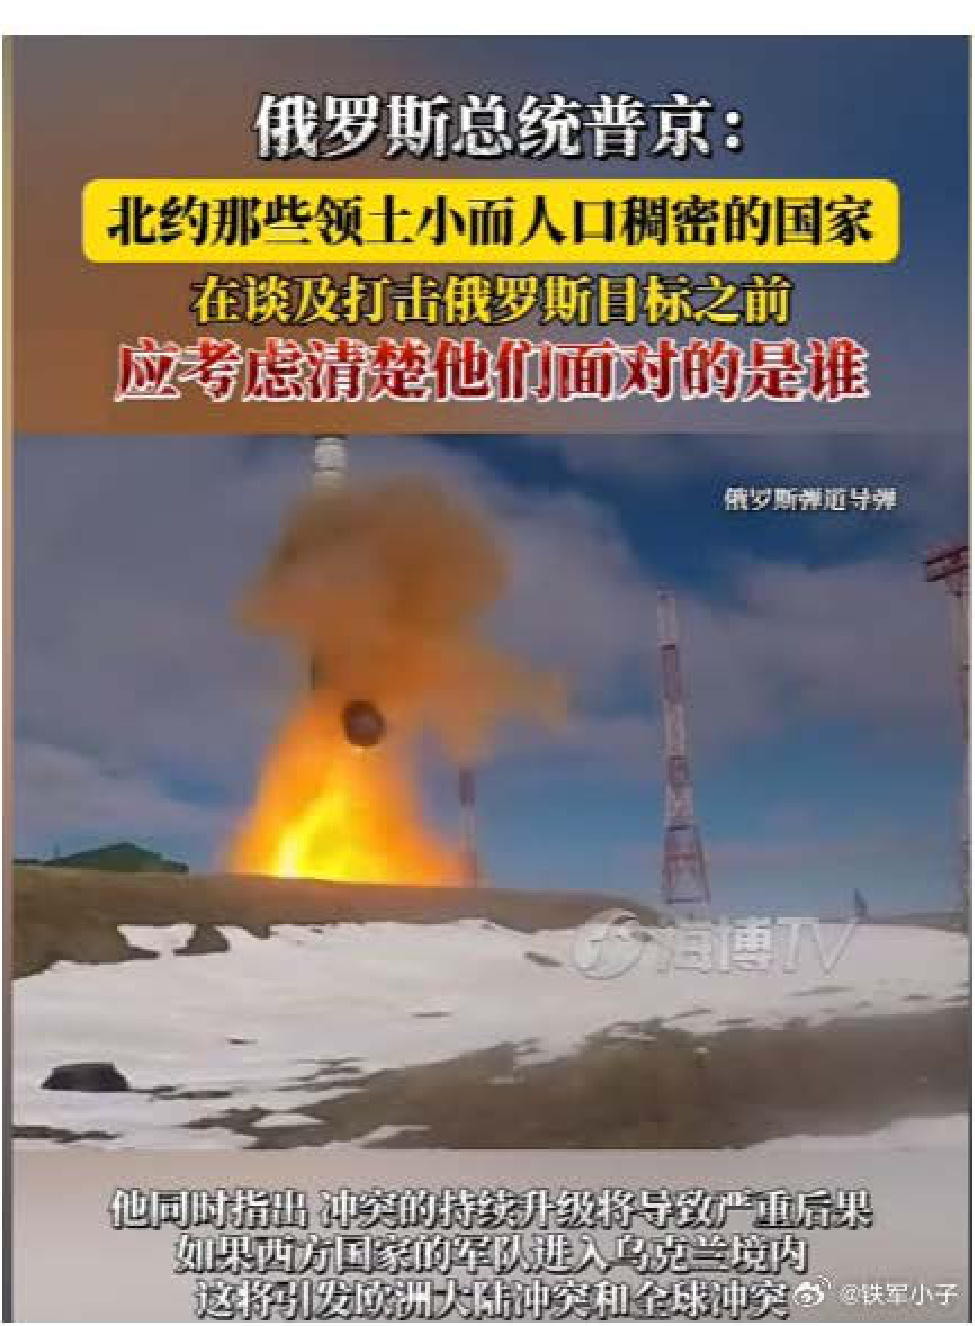 俄罗斯总统普京：
北约那些领土小而人口稠密的国家
在谈及打击俄罗斯目标之前
应考虑清楚他们面对的是谁
俄罗斯弹道导弹
海博TV
他同时指出 冲突的持续升级将导致严重后果
如果西方国家的军队进入乌克兰境内
这将引发欧洲大陆冲突和全球冲突
@铁军小子